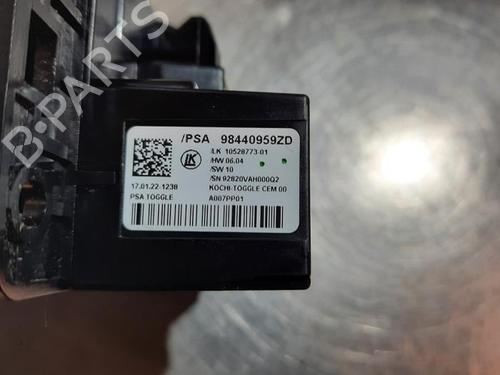 B-PARTS
/PSA 98440959ZD
/LK 10528773-01
/HW 06.04
/SW 10
/SN 92820VAH000Q2
17.01.22-1238 KOCHI-TOGGLE CEM 00
PSA TOGGLE A007PP01
LK